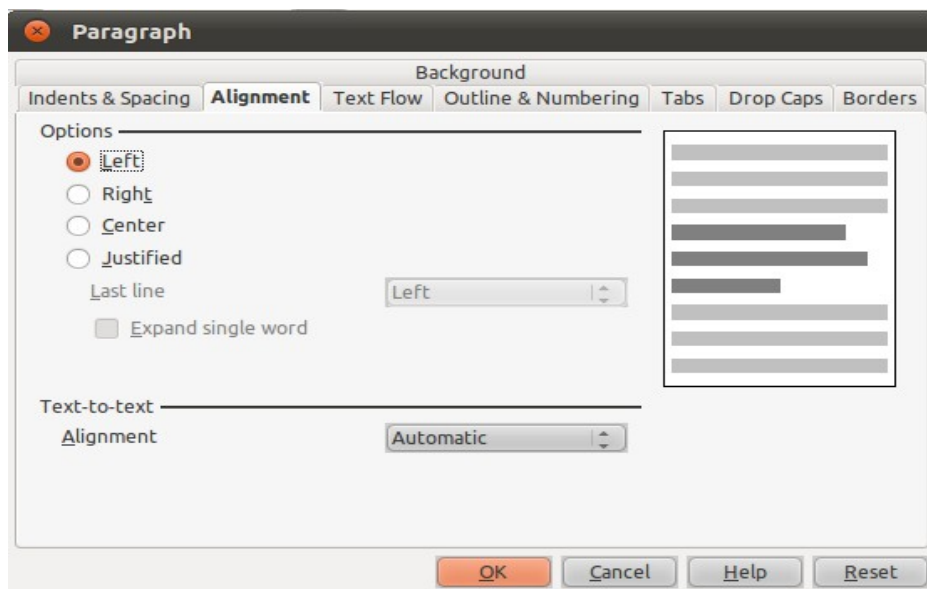 Paragraph
Background
Indents & Spacing Alignment Text Flow Outline & Numbering Tabs Drop Caps Borders
Options
Left
Right
Center
Justified
Last line Left
Expand single word
Text-to-text
Alignment Automatic
OK Cancel Help Reset